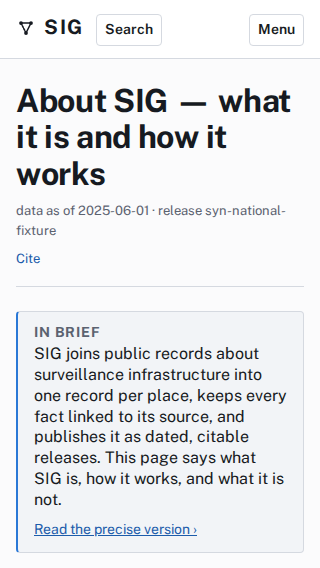 SIG
Search
Menu
About SIG — what
it is and how it
works
data as of 2025-06-01 · release syn-national-
fixture
Cite
IN BRIEF
SIG joins public records about
surveillance infrastructure into
one record per place, keeps every
fact linked to its source, and
publishes it as dated, citable
releases. This page says what
SIG is, how it works, and what it is
not.
Read the precise version ›